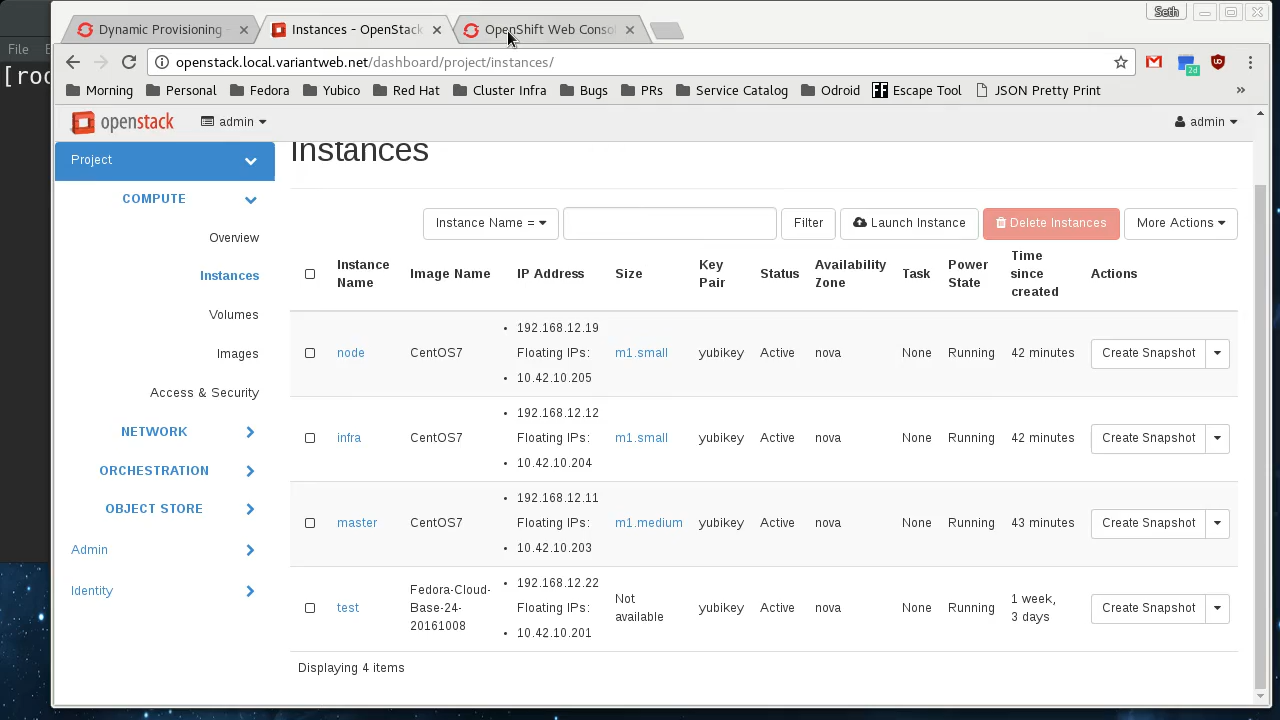 Seth
Dynamic Provisioning -
Instances - OpenStack
OpenShift Web Consol
File
[roo
openstack.local.variantweb.net/dashboard/project/instances/
2d
Morning Personal Fedora Yubico Red Hat Cluster Infra Bugs PRs Service Catalog Odroid Escape Tool JSON Pretty Print »
openstack admin admin
Project
COMPUTE
Overview
Instances
Volumes
Images
Access & Security
NETWORK
ORCHESTRATION
OBJECT STORE
Admin
Identity
Instances
Instance Name = Filter Launch Instance Delete Instances More Actions
Instance Name Image Name IP Address Size Key Pair Status Availability Zone Task Power State Time since created Actions
192.168.12.19
node CentOS7 Floating IPs: m1.small yubikey Active nova None Running 42 minutes Create Snapshot
10.42.10.205
192.168.12.12
infra CentOS7 Floating IPs: m1.small yubikey Active nova None Running 42 minutes Create Snapshot
10.42.10.204
192.168.12.11
master CentOS7 Floating IPs: m1.medium yubikey Active nova None Running 43 minutes Create Snapshot
10.42.10.203
192.168.12.22
test Fedora-Cloud-Base-24-20161008 Floating IPs: Not available yubikey Active nova None Running 1 week, 3 days Create Snapshot
10.42.10.201
Displaying 4 items